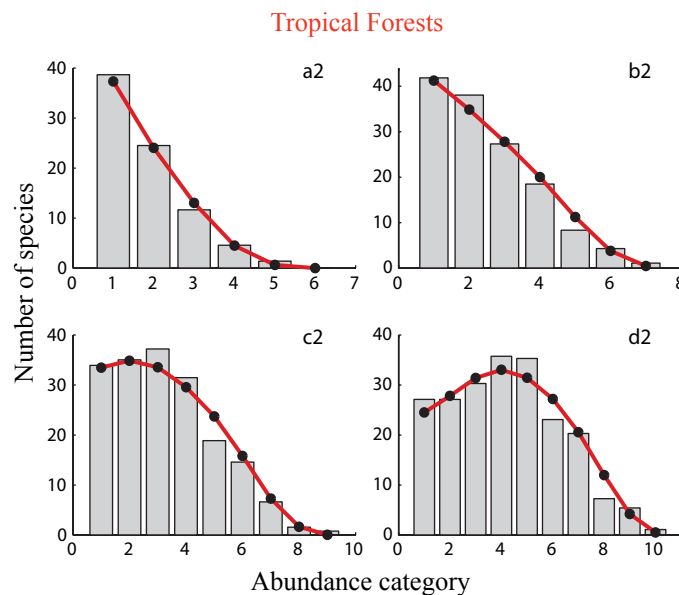 Tropical Forests
a2
40
30
20
10
0
0 1 2 3 4 5 6 7
b2
40
30
20
10
0
0 2 4 6 8
Number of species
c2
40
30
20
10
0
0 2 4 6 8 10
d2
40
30
20
10
0
0 2 4 6 8 10
Abundance category